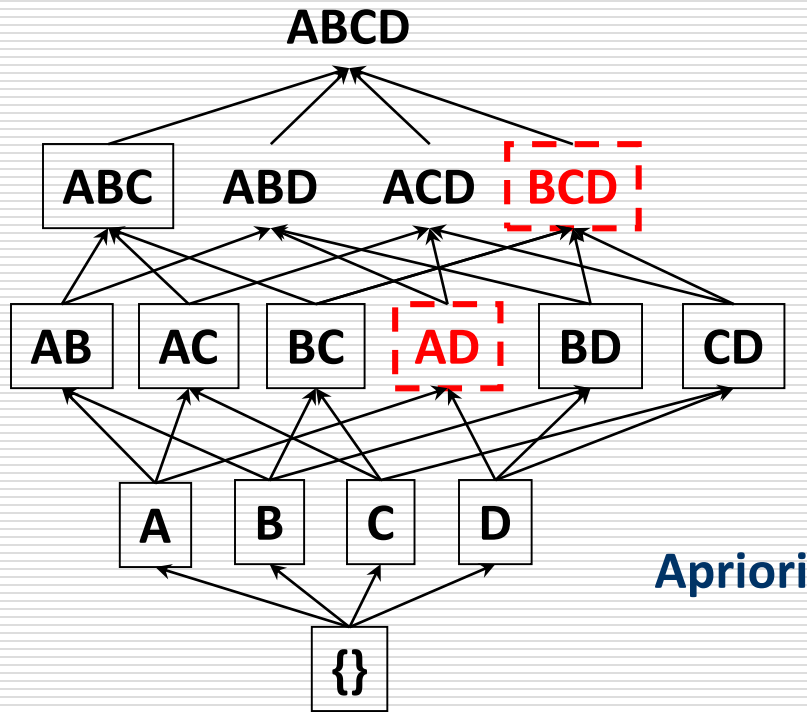 ABCD
ABC ABD ACD BCD
AB AC BC AD BD CD
A B C D
Apriori
{}